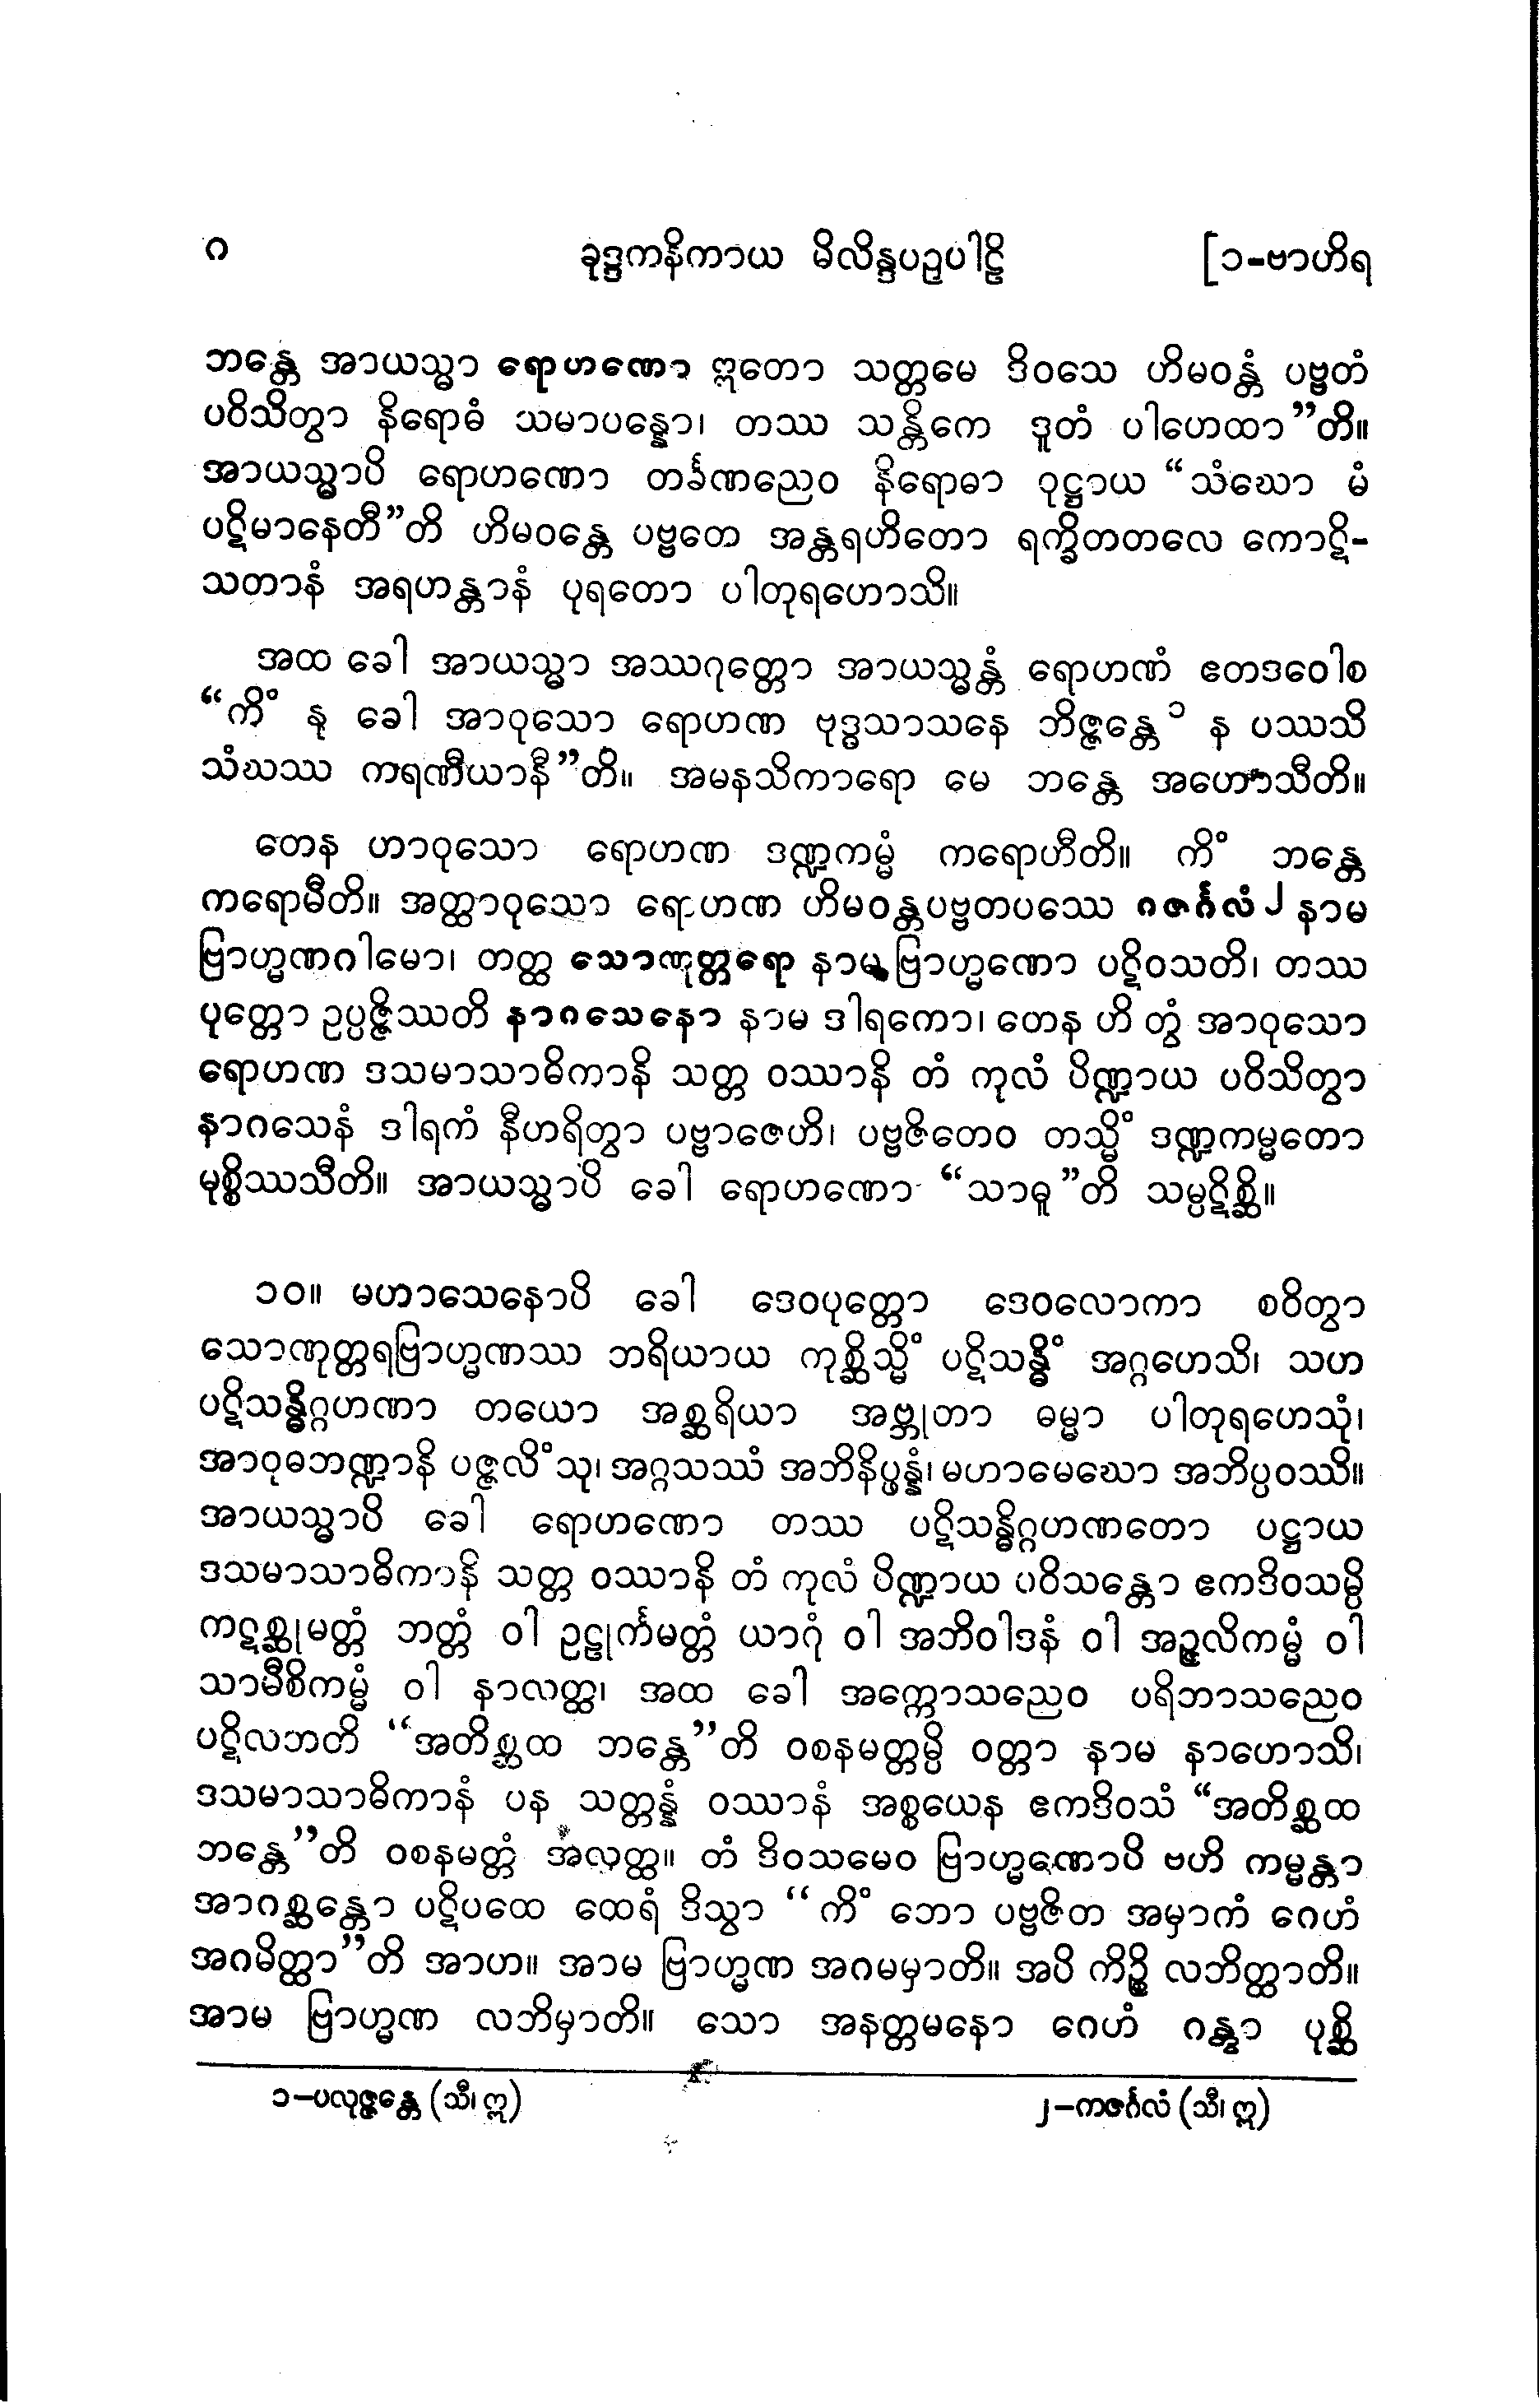 ဂ ခုဒ္ဒကနိကာယ မိလိန္ဒပဉှပါဠိ [၁-ဗာဟိရ
ဘန္တေ အာယသ္မာ ရောဟဏော ဣတော သတ္တမေ ဒိဝသေ ဟိမဝန္တံ ပဗ္ဗတံ
ပဝိသိတွာ နိရောဓံ သမာပန္နော၊ တဿ သန္တိကေ ဒူတံ ပါဟေထာ”တိ။
အာယသ္မာပိ ရောဟဏော တင်္ခဏညေဝ နိရောဓာ ဝုဋ္ဌာယ “သံဃော မံ
ပဋိမာနေတီ”တိ ဟိမဝန္တေ ပဗ္ဗတေ အန္တရဟိတော ရက္ခိတတလေ ကောဋိ-
သတာနံ အရဟန္တာနံ ပုရတော ပါတုရဟောသိ။
အထ ခေါ အာယသ္မာ အဿဂုတ္တော အာယသ္မန္တံ ရောဟဏံ ဧတဒဝေါစ
“ကိံ နု ခေါ အာဝုသော ရောဟဏ ဗုဒ္ဓသာသနေ ဘိဇ္ဇန္တေ ၁ န ပဿသိ
သံဃဿ ကရဏီယာနီ”တိ။ အမနသိကာရော မေ ဘန္တေ အဟောသီတိ။
တေန ဟာဝုသော ရောဟဏ ဒဏ္ဍကမ္မံ ကရောဟီတိ။ ကိံ ဘန္တေ
ကရောမီတိ။ အတ္ထာဝုသော ရောဟဏ ဟိမဝန္တပဗ္ဗတပဿေ ဂဇင်္ဂလံ ၂ နာမ
ဗြာဟ္မဏဂါမော၊ တတ္ထ သောဏုတ္တရော နာမ ဗြာဟ္မဏော ပဋိဝသတိ၊ တဿ
ပုတ္တော ဥပ္ပဇ္ဇိဿတိ နာဂသေနော နာမ ဒါရကော၊ တေန ဟိ တွံ အာဝုသော
ရောဟဏ ဒသမာသာဓိကာနိ သတ္တ ဝဿာနိ တံ ကုလံ ပိဏ္ဍာယ ပဝိသိတွာ
နာဂသေနံ ဒါရကံ နီဟရိတွာ ပဗ္ဗာဇေဟိ၊ ပဗ္ဗဇိတေဝ တသ္မိံ ဒဏ္ဍကမ္မတော
မုစ္စိဿသီတိ။ အာယသ္မာပိ ခေါ ရောဟဏော “သာဓူ”တိ သမ္ပဋိစ္ဆိ။
၁၀။ မဟာသေနောပိ ခေါ ဒေဝပုတ္တော ဒေဝလောကာ စဝိတွာ
သောဏုတ္တရဗြာဟ္မဏဿ ဘရိယာယ ကုစ္ဆိသ္မိံ ပဋိသန္ဓိံ အဂ္ဂဟေသိ၊ သဟ
ပဋိသန္ဓိဂ္ဂဟဏာ တယော အစ္ဆရိယာ အဗ္ဘုတာ ဓမ္မာ ပါတုရဟေသုံ၊
အာဝုဓဘဏ္ဍာနိ ပဇ္ဇလိံသု၊ အဂ္ဂသဿံ အဘိနိပ္ဖန္နံ၊ မဟာမေဃော အဘိပ္ပဝဿိ။
အာယသ္မာပိ ခေါ ရောဟဏော တဿ ပဋိသန္ဓိဂ္ဂဟဏတော ပဋ္ဌာယ
ဒသမာသာဓိကာနိ သတ္တ ဝဿာနိ တံ ကုလံ ပိဏ္ဍာယ ပဝိသန္တော ဧကဒိဝသမ္ပိ
ကဋစ္ဆုမတ္တံ ဘတ္တံ ဝါ ဥဠုင်္ကမတ္တံ ယာဂုံ ဝါ အဘိဝါဒနံ ဝါ အဉ္ဇလိကမ္မံ ဝါ
သာမီစိကမ္မံ ဝါ နာလတ္ထ၊ အထ ခေါ အက္ကောသညေဝ ပရိဘာသညေဝ
ပဋိလဘတိ “အတိစ္ဆထ ဘန္တေ”တိ ဝစနမတ္တမ္ပိ ဝတ္တာ နာမ နာဟောသိ၊
ဒသမာသာဓိကာနံ ပန သတ္တန္နံ ဝဿာနံ အစ္စယေန ဧကဒိဝသံ “အတိစ္ဆထ
ဘန္တေ”တိ ဝစနမတ္တံ အလတ္ထ။ တံ ဒိဝသမေဝ ဗြာဟ္မဏောပိ ဗဟိ ကမ္မန္တာ
အာဂစ္ဆန္တော ပဋိပထေ ထေရံ ဒိသွာ “ကိံ ဘော ပဗ္ဗဇိတ အမှာကံ ဂေဟံ
အဂမိတ္ထာ”တိ အာဟ။ အာမ ဗြာဟ္မဏ အဂမမှာတိ။ အပိ ကိဉ္စိ လဘိတ္ထာတိ။
အာမ ဗြာဟ္မဏ လဘိမှာတိ။ သော အနတ္တမနော ဂေဟံ ဂန္တွာ ပုစ္ဆိ
၁–ပလုဇ္ဇန္တေ (သီ၊ ဣ) ၂–ကဇင်္ဂလံ (သီ၊ ဣ)